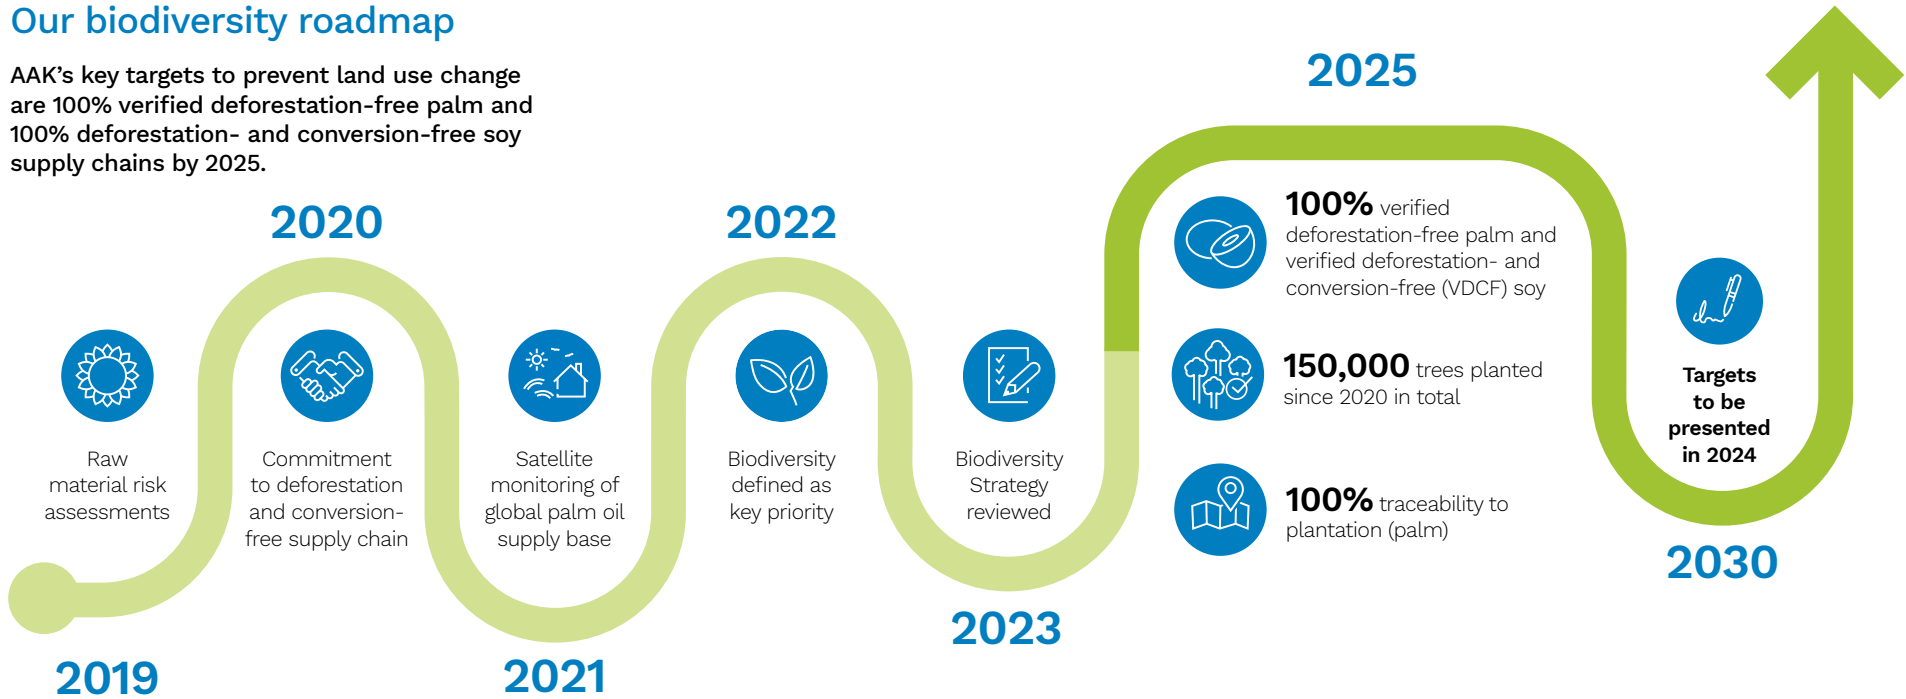 Our biodiversity roadmap
AAK's key targets to prevent land use change
are 100% verified deforestation-free palm and
100% deforestation- and conversion-free soy
supply chains by 2025.
2019
Raw
material risk
assessments
2020
Commitment
to deforestation
and conversion-
free supply chain
2021
Satellite
monitoring of
global palm oil
supply base
2022
Biodiversity
defined as
key priority
2023
Biodiversity
Strategy
reviewed
2025
100% verified
deforestation-free palm and
verified deforestation- and
conversion-free (VDCF) soy
150,000 trees planted
since 2020 in total
100% traceability to
plantation (palm)
Targets
to be
presented
in 2024
2030